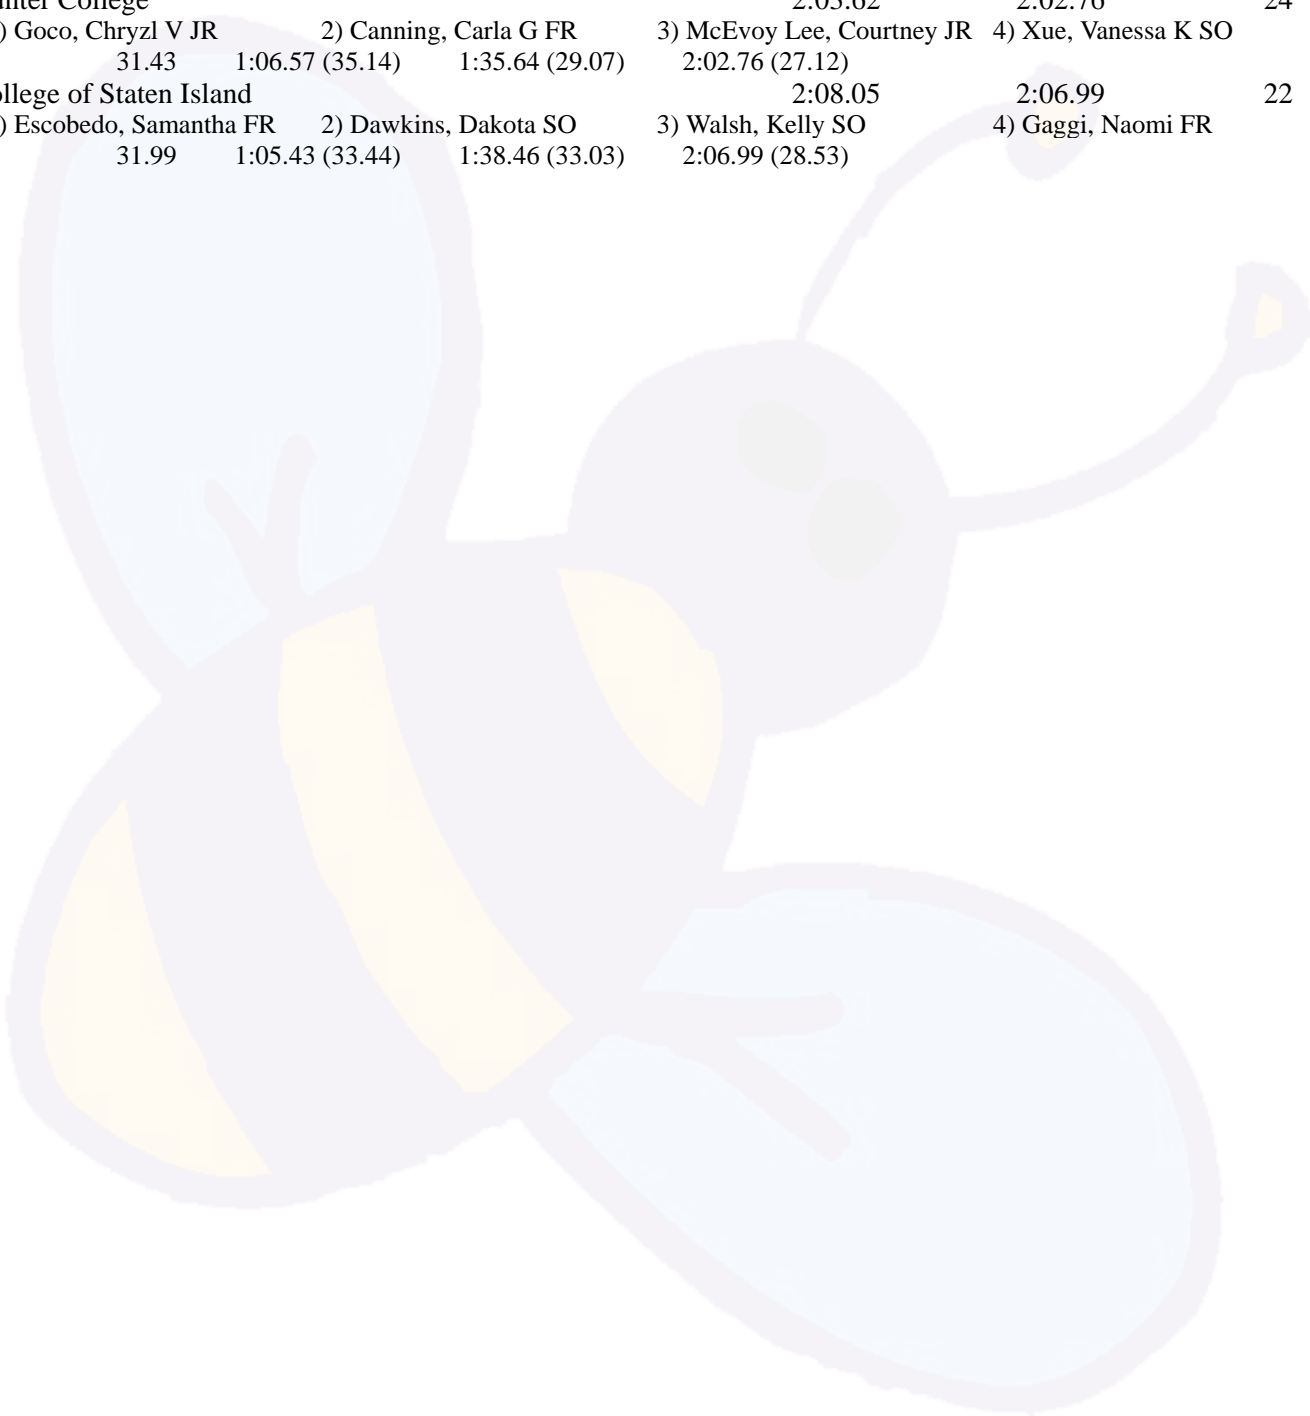 College 2:02.76 24
) Goco, Chryzl V JR 2) Canning, Carla G FR 3) McEvoy Lee, Courtney JR 4) Xue, Vanessa K SO
31.43 1:06.57 (35.14) 1:35.64 (29.07) 2:02.76 (27.12)
ollege of Staten Island 2:08.05 2:06.99 22
) Escobedo, Samantha FR 2) Dawkins, Dakota SO 3) Walsh, Kelly SO 4) Gaggi, Naomi FR
31.99 1:05.43 (33.44) 1:38.46 (33.03) 2:06.99 (28.53)